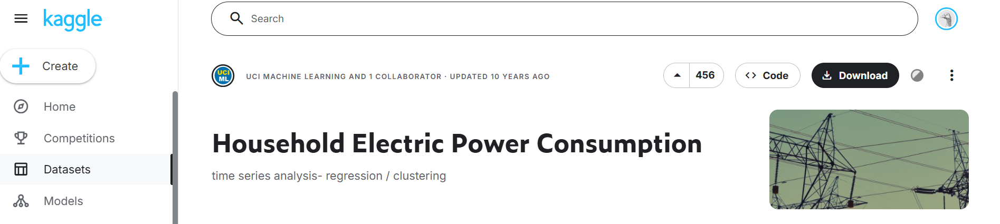 kaggle
Search
Create
UCI
ML
UCI MACHINE LEARNING AND 1 COLLABORATOR · UPDATED 10 YEARS AGO
456
Code
Download
Home
Competitions
Datasets
Models
Household Electric Power Consumption
time series analysis- regression / clustering